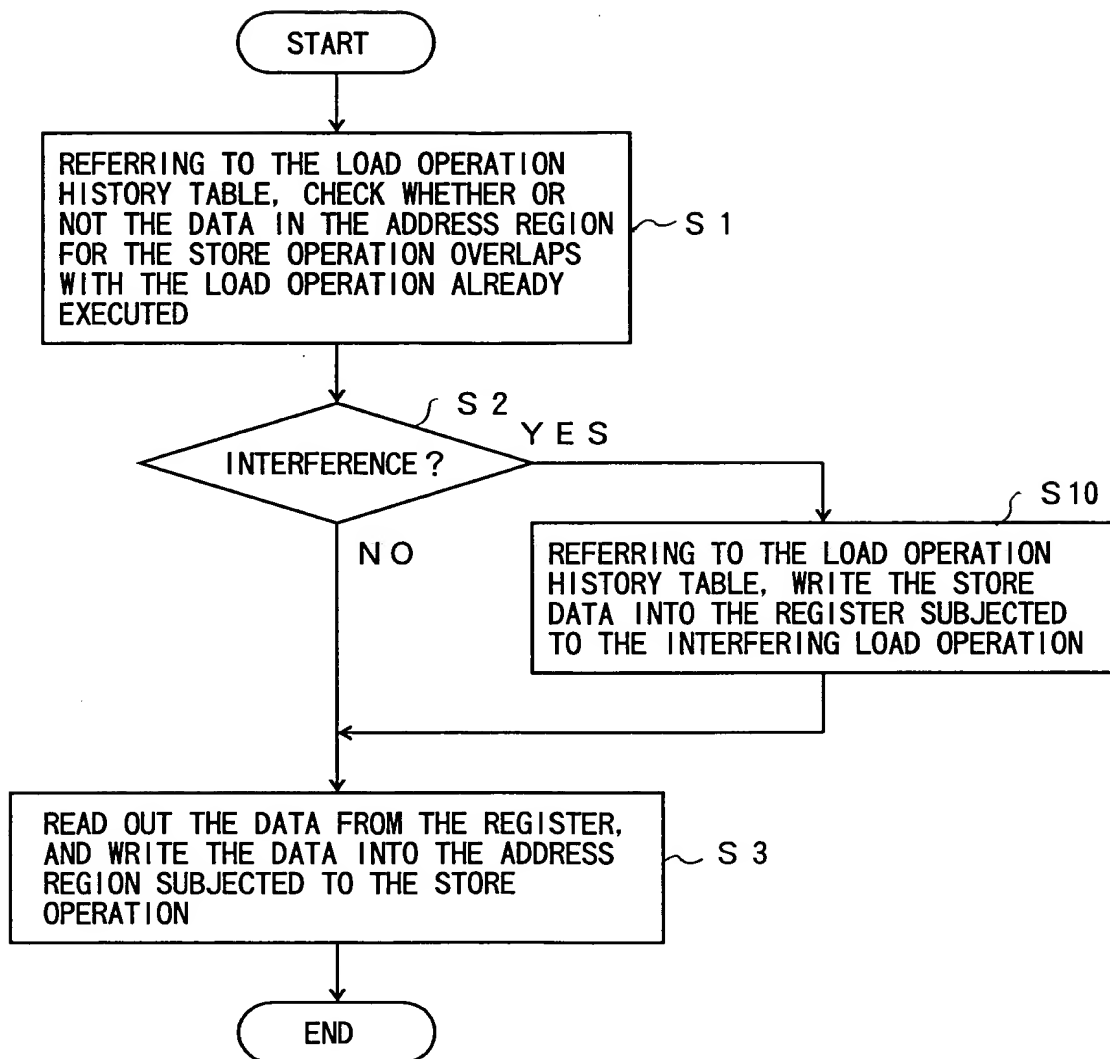 START
REFERRING TO THE LOAD OPERATION
HISTORY TABLE, CHECK WHETHER OR
NOT THE DATA IN THE ADDRESS REGION
FOR THE STORE OPERATION OVERLAPS
WITH THE LOAD OPERATION ALREADY
EXECUTED
S1
S2
INTERFERENCE?
YES
NO
S10
REFERRING TO THE LOAD OPERATION
HISTORY TABLE, WRITE THE STORE
DATA INTO THE REGISTER SUBJECTED
TO THE INTERFERING LOAD OPERATION
READ OUT THE DATA FROM THE REGISTER,
AND WRITE THE DATA INTO THE ADDRESS
REGION SUBJECTED TO THE STORE
OPERATION
S3
END